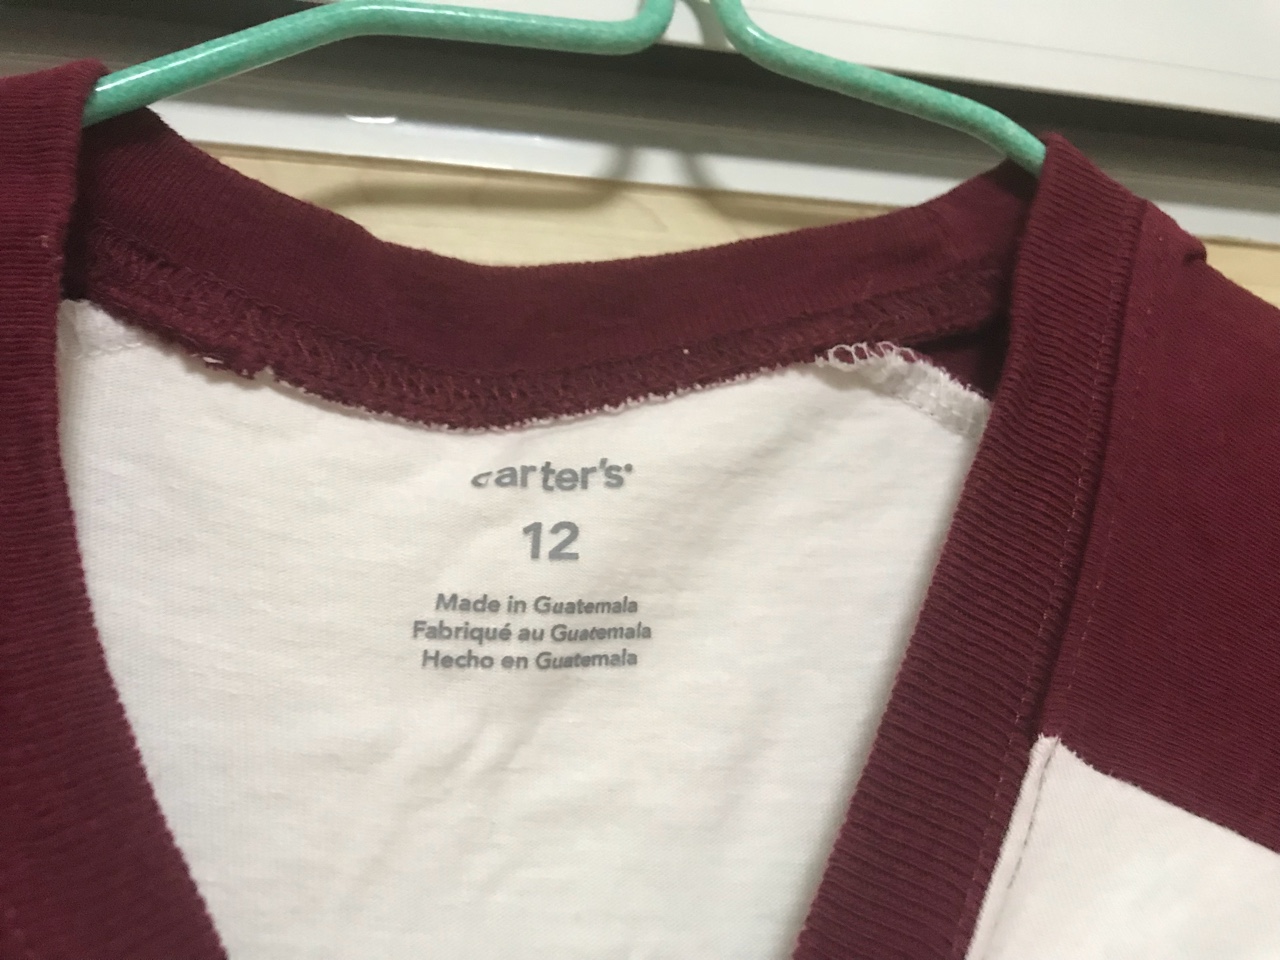 carter's
12
Made in Guatemala
Fabriqué au Guatemala
Hecho en Guatemala